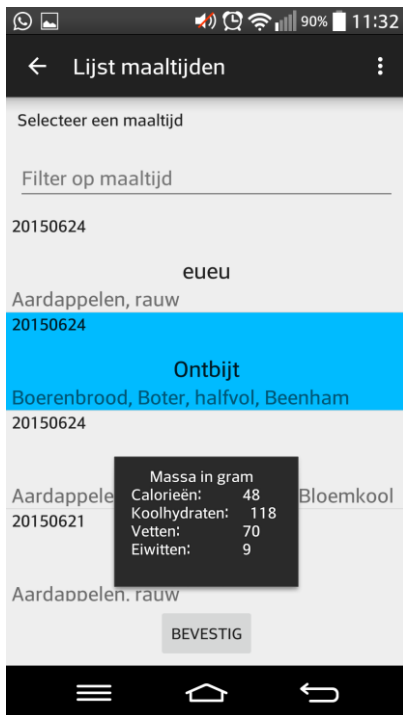 90% 11:32
Lijst maaltijden
Selecteer een maaltijd
Filter op maaltijd
20150624
eueu
Aardappelen, rauw
20150624
Ontbijt
Boerenbrood, Boter, halfvol, Beenham
20150624
Massa in gram
Calorieën: 48
Aardappele Bloemkool
Koolhydraten: 118
20150621
Vetten: 70
Eiwitten: 9
Aardappelen, rauw
BEVESTIG